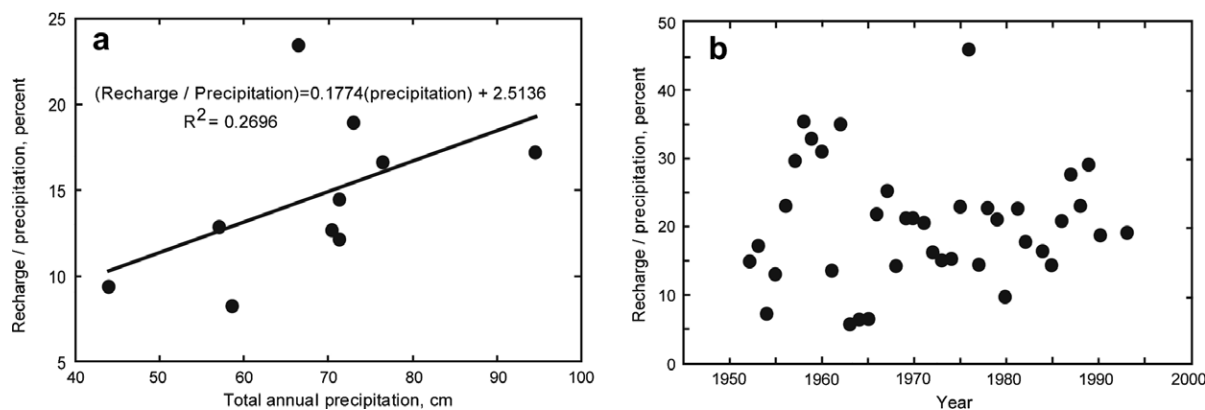 a
(Recharge / Precipitation)=0.1774(precipitation) + 2.5136
R2 = 0.2696
Recharge / precipitation, percent
25
20
15
10
5
40 50 60 70 80 90 100
Total annual precipitation, cm
b
Recharge / precipitation, percent
50
40
30
20
10
0
1950 1960 1970 1980 1990 2000
Year